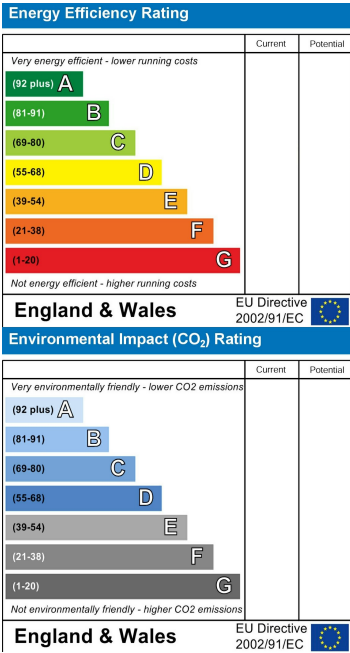 Energy Efficiency Rating
Current Potential
Very energy efficient - lower running costs
(92 plus) A
(81-91) B
(69-80) C
(55-68) D
(39-54) E
(21-38) F
(1-20) G
Not energy efficient - higher running costs
England & Wales
EU Directive
2002/91/EC
Environmental Impact (CO₂) Rating
Current Potential
Very environmentally friendly - lower CO2 emissions
(92 plus) A
(81-91) B
(69-80) C
(55-68) D
(39-54) E
(21-38) F
(1-20) G
Not environmentally friendly - higher CO2 emissions
England & Wales
EU Directive
2002/91/EC